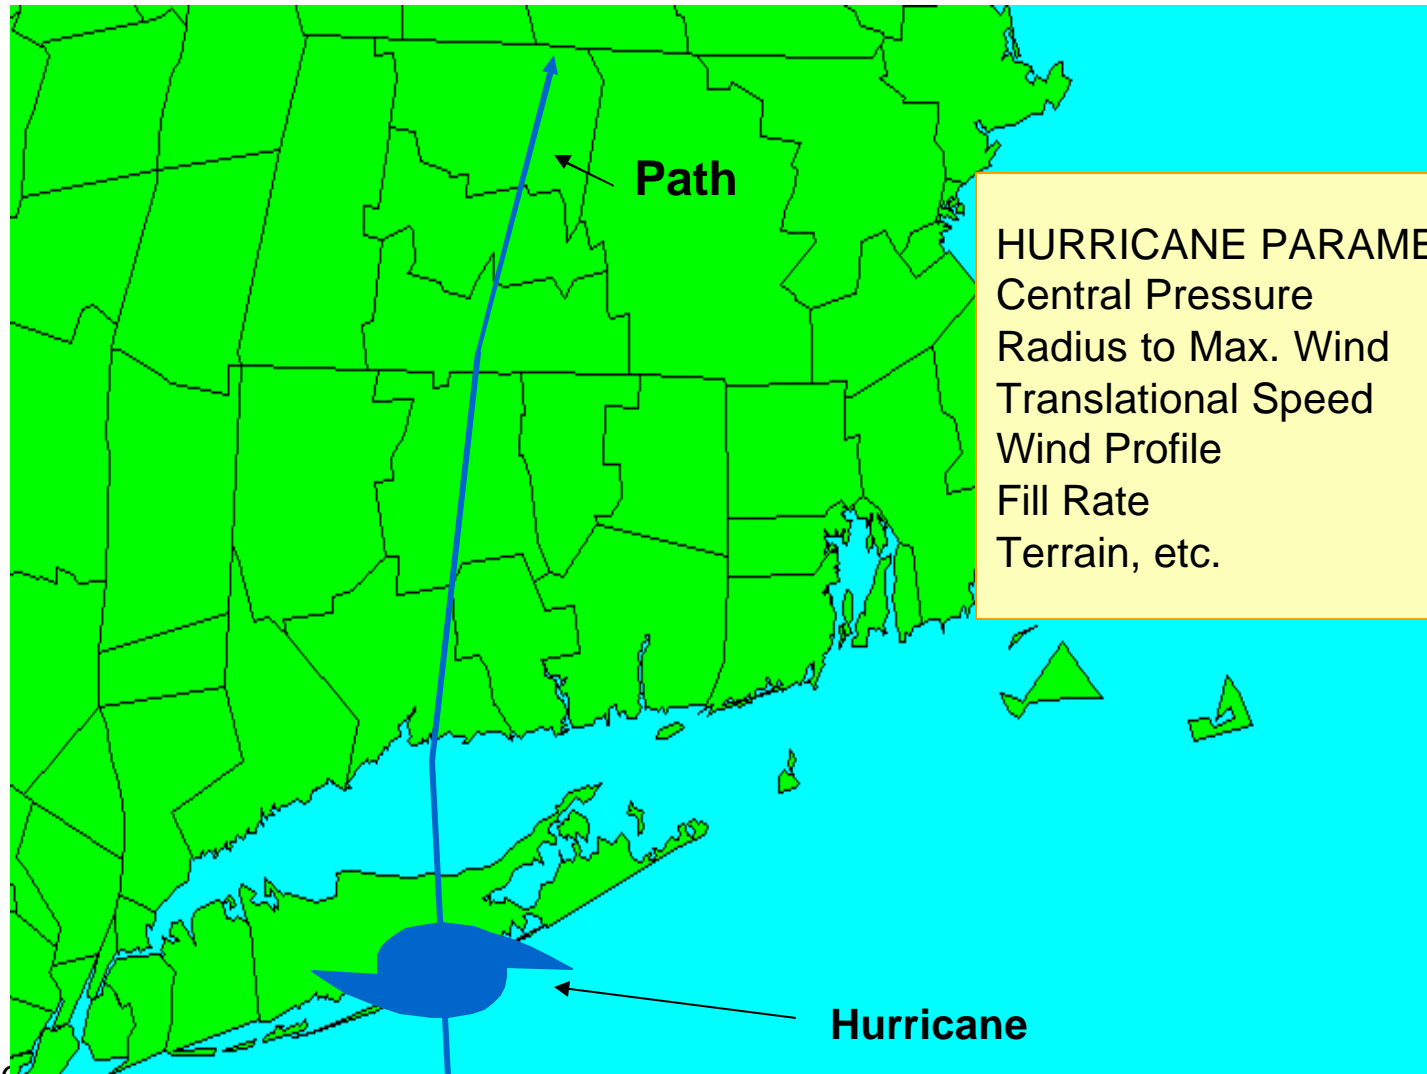 Path
HURRICANE PARAME
Central Pressure
Radius to Max. Wind
Translational Speed
Wind Profile
Fill Rate
Terrain, etc.
Hurricane